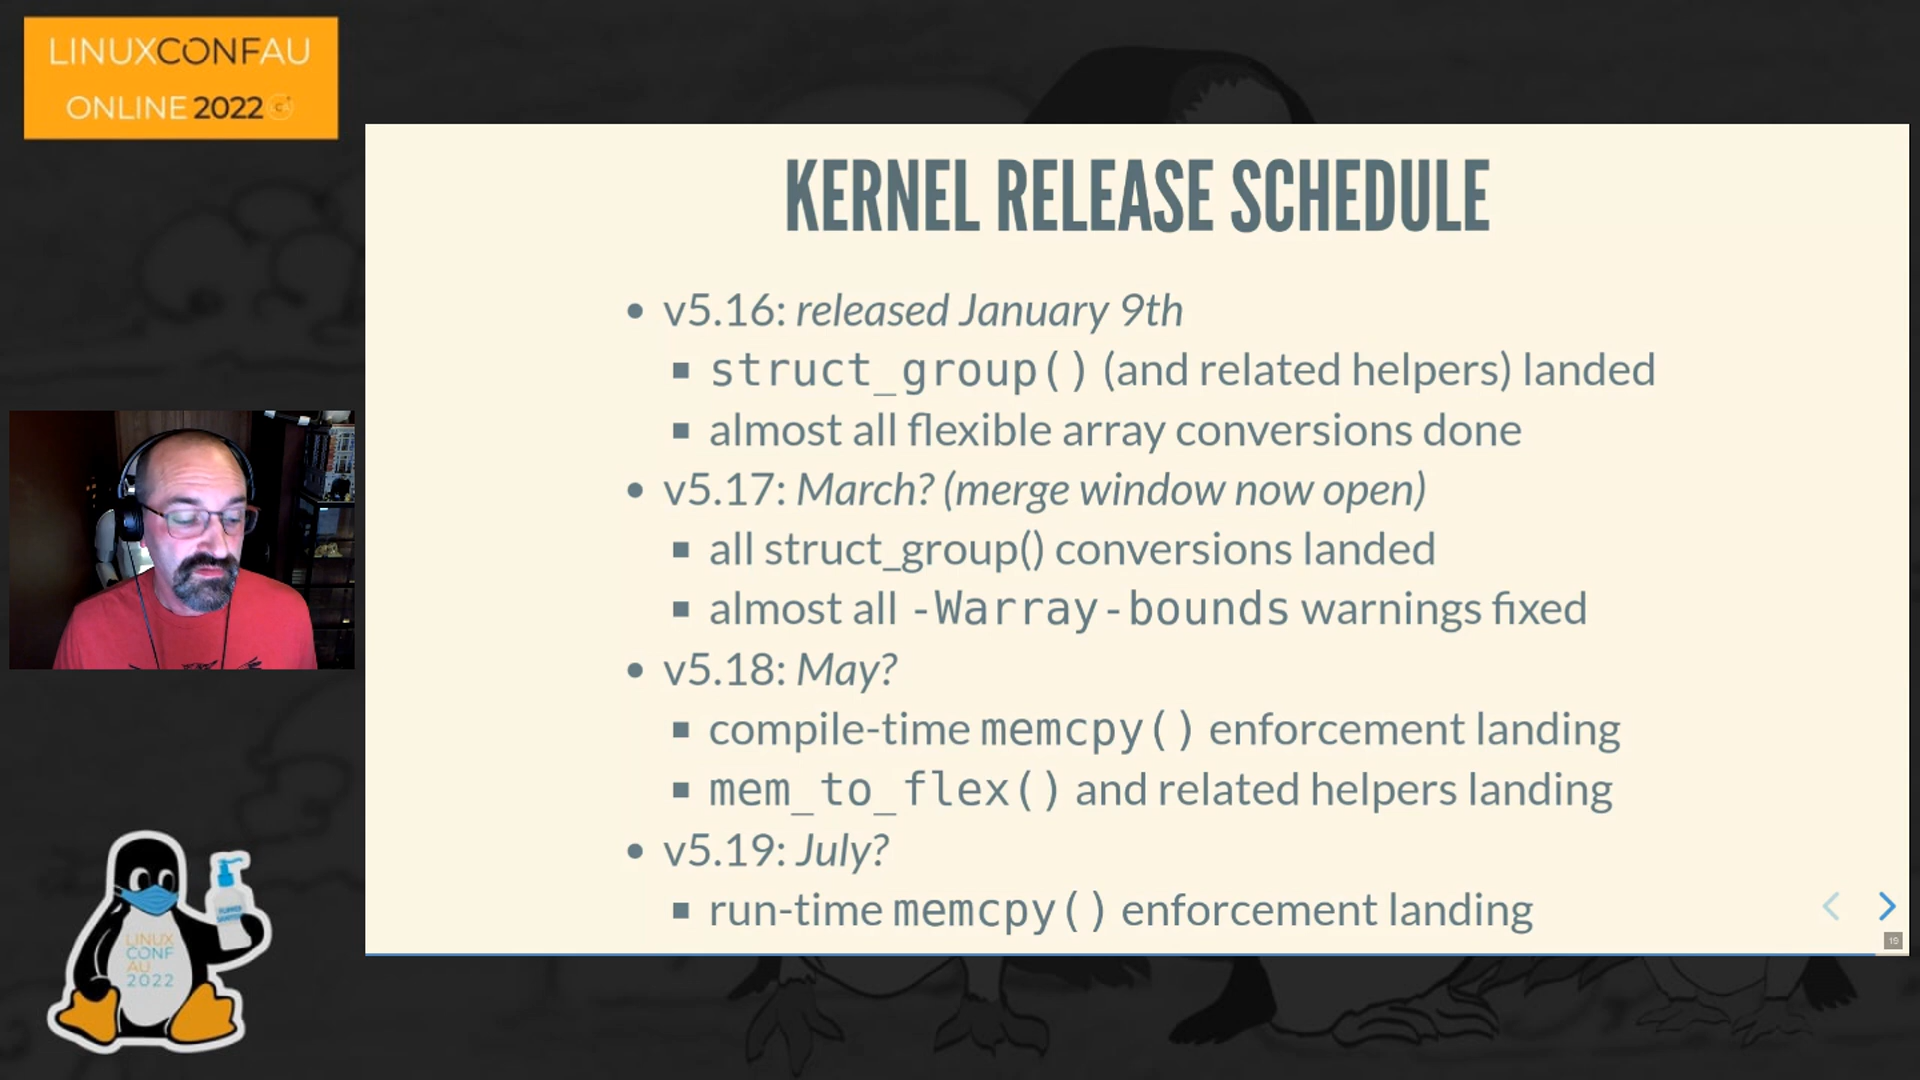 LINUXCONFAU
ONLINE 2022
KERNEL RELEASE SCHEDULE
• v5.16: released January 9th
▪ struct_group() (and related helpers) landed
▪ almost all flexible array conversions done
• v5.17: March? (merge window now open)
▪ all struct_group() conversions landed
▪ almost all -Warray-bounds warnings fixed
• v5.18: May?
▪ compile-time memcpy() enforcement landing
▪ mem_to_flex() and related helpers landing
• v5.19: July?
▪ run-time memcpy() enforcement landing
19
LINUX
CONF
AU
2022